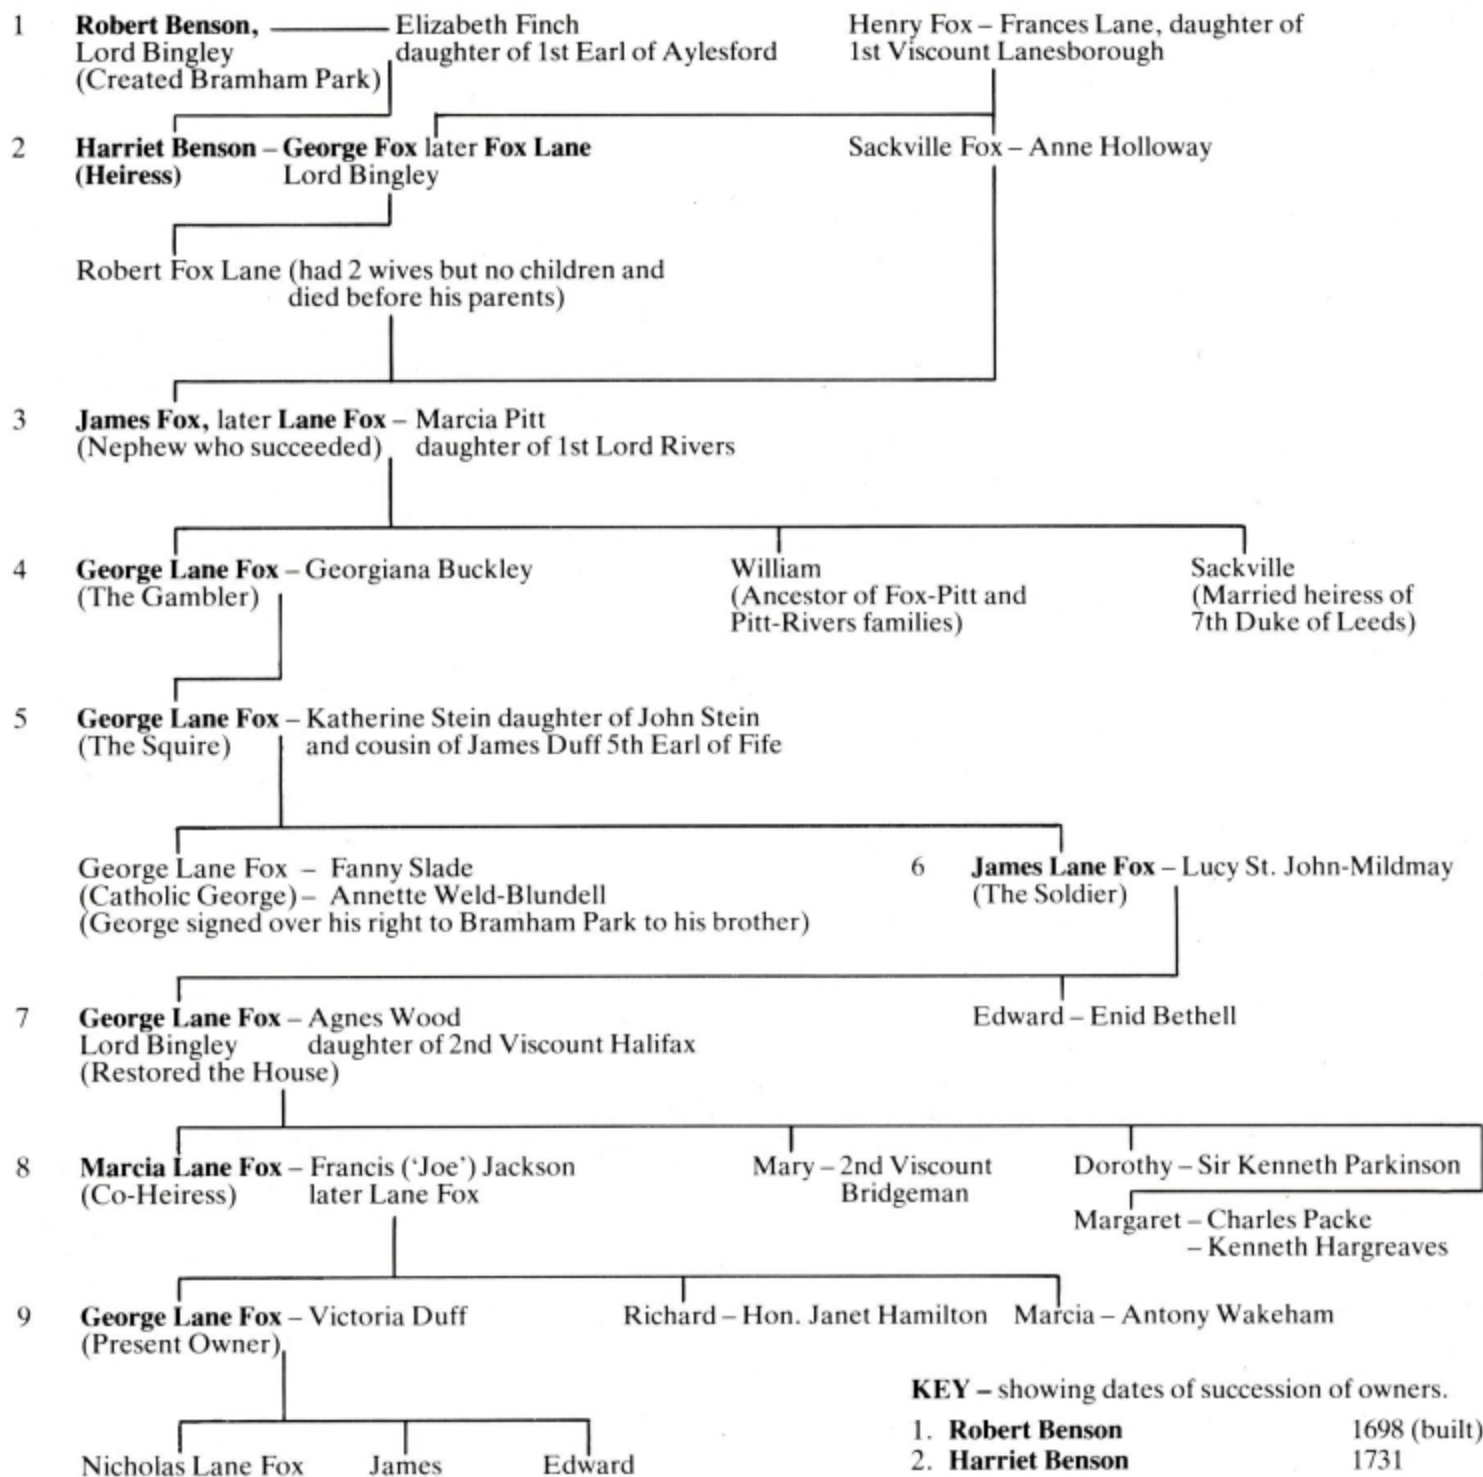 1 Robert Benson, Elizabeth Finch Henry Fox – Frances Lane, daughter of
Lord Bingley daughter of 1st Earl of Aylesford 1st Viscount Lanesborough
(Created Bramham Park)
2 Harriet Benson – George Fox later Fox Lane Sackville Fox – Anne Holloway
(Heiress) Lord Bingley
Robert Fox Lane (had 2 wives but no children and
died before his parents)
3 James Fox, later Lane Fox – Marcia Pitt
(Nephew who succeeded) daughter of 1st Lord Rivers
4 George Lane Fox – Georgiana Buckley William Sackville
(The Gambler) (Ancestor of Fox-Pitt and (Married heiress of
Pitt-Rivers families) 7th Duke of Leeds)
5 George Lane Fox – Katherine Stein daughter of John Stein
(The Squire) and cousin of James Duff 5th Earl of Fife
George Lane Fox – Fanny Slade 6 James Lane Fox – Lucy St. John-Mildmay
(Catholic George) – Annette Weld-Blundell (The Soldier)
(George signed over his right to Bramham Park to his brother)
7 George Lane Fox – Agnes Wood Edward – Enid Bethell
Lord Bingley daughter of 2nd Viscount Halifax
(Restored the House)
8 Marcia Lane Fox – Francis (‘Joe’) Jackson Mary – 2nd Viscount Dorothy – Sir Kenneth Parkinson
(Co-Heiress) later Lane Fox Bridgeman
Margaret – Charles Packe
– Kenneth Hargreaves
9 George Lane Fox – Victoria Duff Richard – Hon. Janet Hamilton Marcia – Antony Wakeham
(Present Owner)
KEY – showing dates of succession of owners.
1. Robert Benson 1698 (built)
Nicholas Lane Fox James Edward
2. Harriet Benson 1731